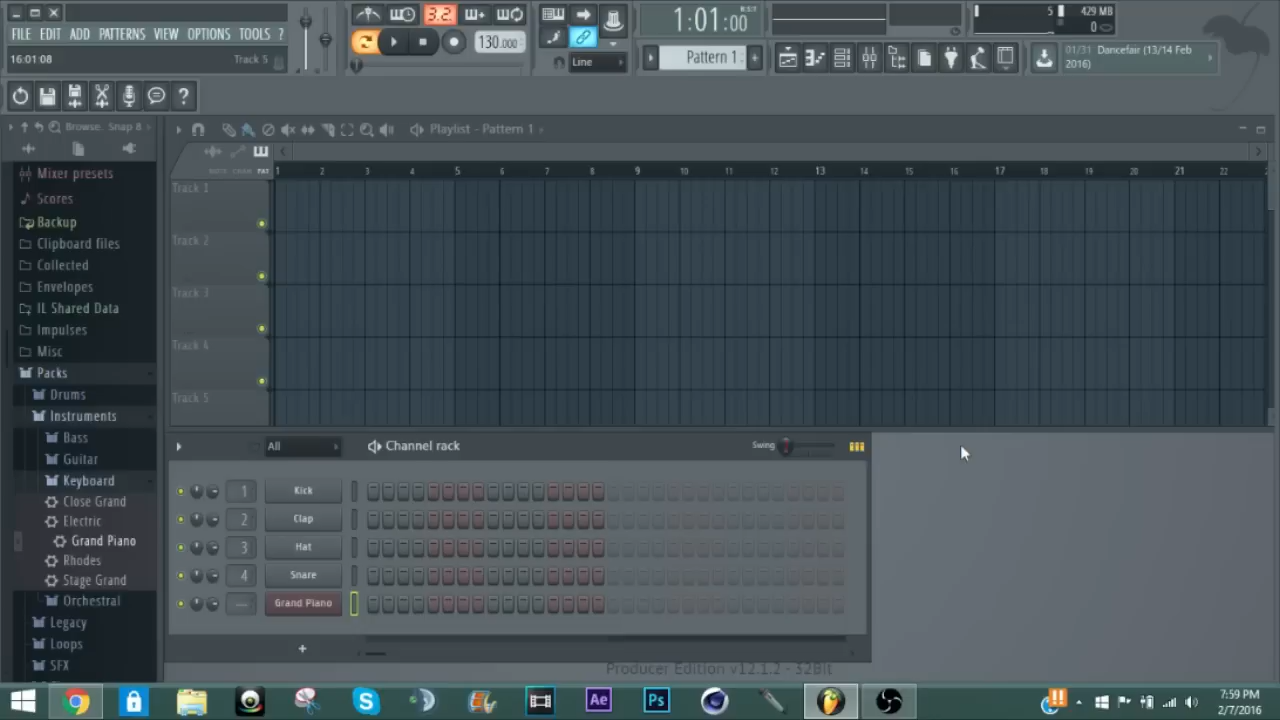 FILE EDIT ADD PATTERNS VIEW OPTIONS TOOLS ?
16:01:08 Track 5
3.2.
130.000
Line
1:01:00
Pattern 1
5 429 MB
0
01/31 Dancefair (13/14 Feb
2016)
Browse. Snap 8
Playlist - Pattern 1
1 2 3 4 5 6 7 8 9 10 11 12 13 14 15 16 17 18 19 20 21 22
Mixer presets
Scores
Backup
Clipboard files
Collected
Envelopes
IL Shared Data
Impulses
Misc
Packs
Drums
Instruments
Bass
Guitar
Keyboard
Close Grand
Electric
Grand Piano
Rhodes
Stage Grand
Orchestral
Legacy
Loops
SFX
Track 1
Track 2
Track 3
Track 4
Track 5
All Channel rack Swing
1 Kick
2 Clap
3 Hat
4 Snare
Grand Piano
+
Producer Edition v12.1.2 - 32Bit
Ae
Ps
7:59 PM
2/7/2016